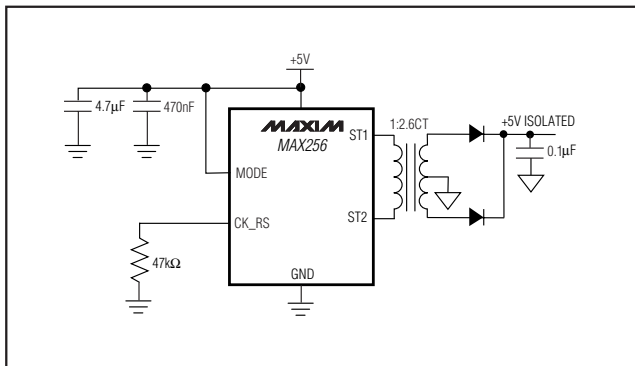 +5V
4.7µF
470nF
1:2.6CT
+5V ISOLATED
MAXIM
MAX256
ST1
0.1µF
MODE
CK_RS
ST2
47kΩ
GND